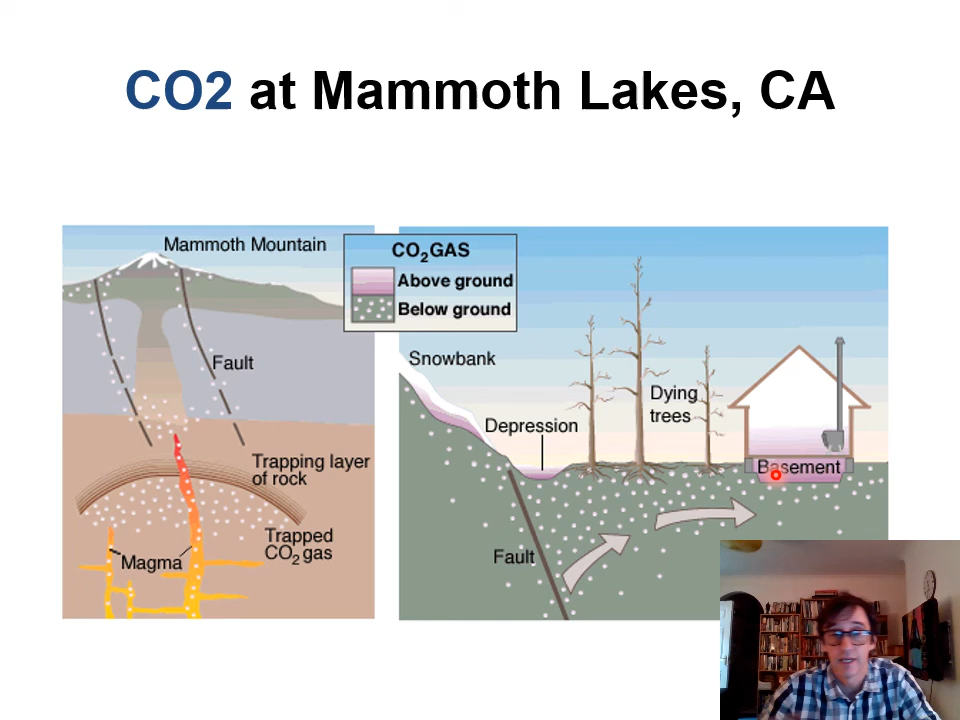 CO2 at Mammoth Lakes, CA
Mammoth Mountain
Fault
Trapping layer
of rock
Trapped
CO2 gas
Magma
CO2GAS
Above ground
Below ground
Snowbank
Depression
Dying
trees
Basement
Fault